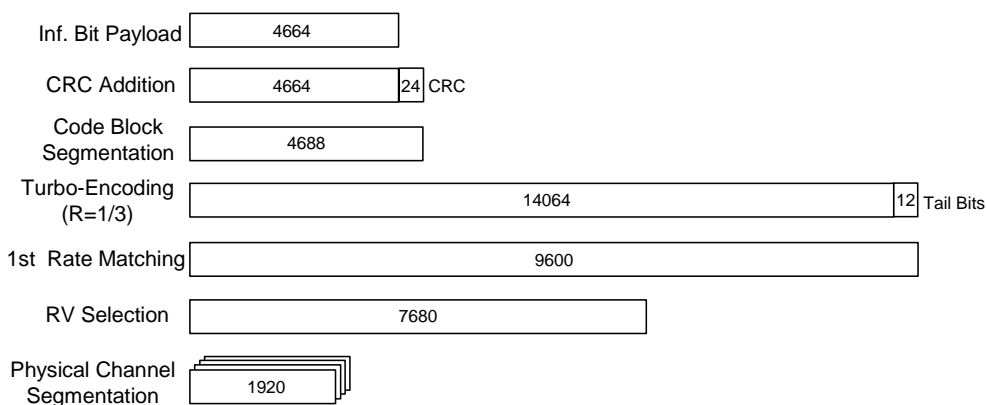 Inf. Bit Payload 4664
CRC Addition 4664 24 CRC
Code Block
Segmentation 4688
Turbo-Encoding
(R=1/3) 14064 12 Tail Bits
1st Rate Matching 9600
RV Selection 7680
Physical Channel
Segmentation 1920